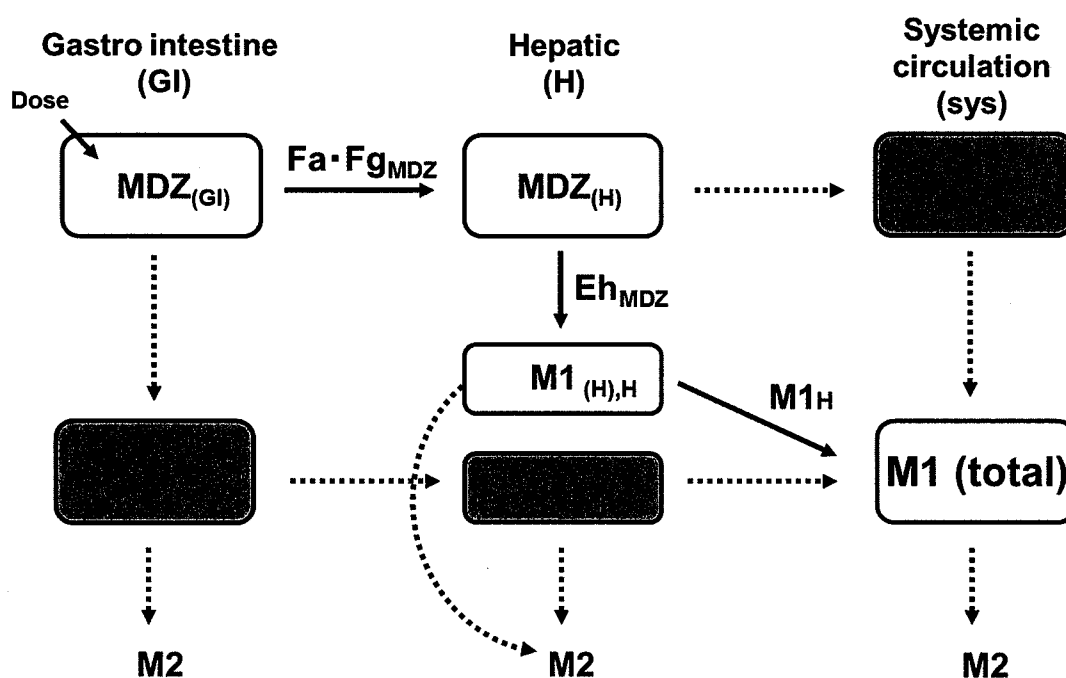 Gastro intestine
(GI)
Hepatic
(H)
Systemic
circulation
(sys)
Dose
MDZ(GI)
Fa・FgMDZ
MDZ(H)
EhMDZ
M1 (H),H
M1H
M1 (total)
M2
M2
M2